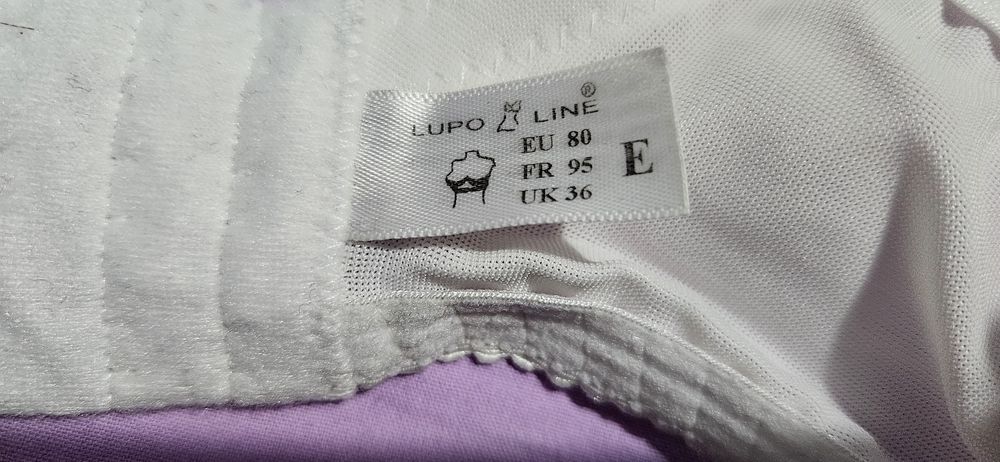 LUPO LINE ®
EU 80
FR 95 E
UK 36